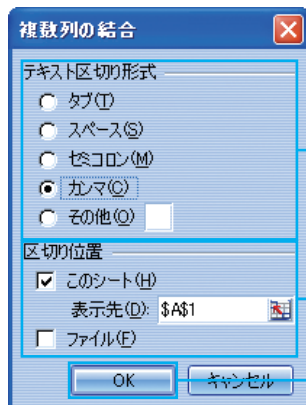 複数列の結合
テキスト区切り形式
タブ(T)
スペース(S)
セミコロン(M)
カンマ(C)
その他(O)
区切り位置
このシート(H)
表示先(D): $A$1
ファイル(F)
OK キャンセル